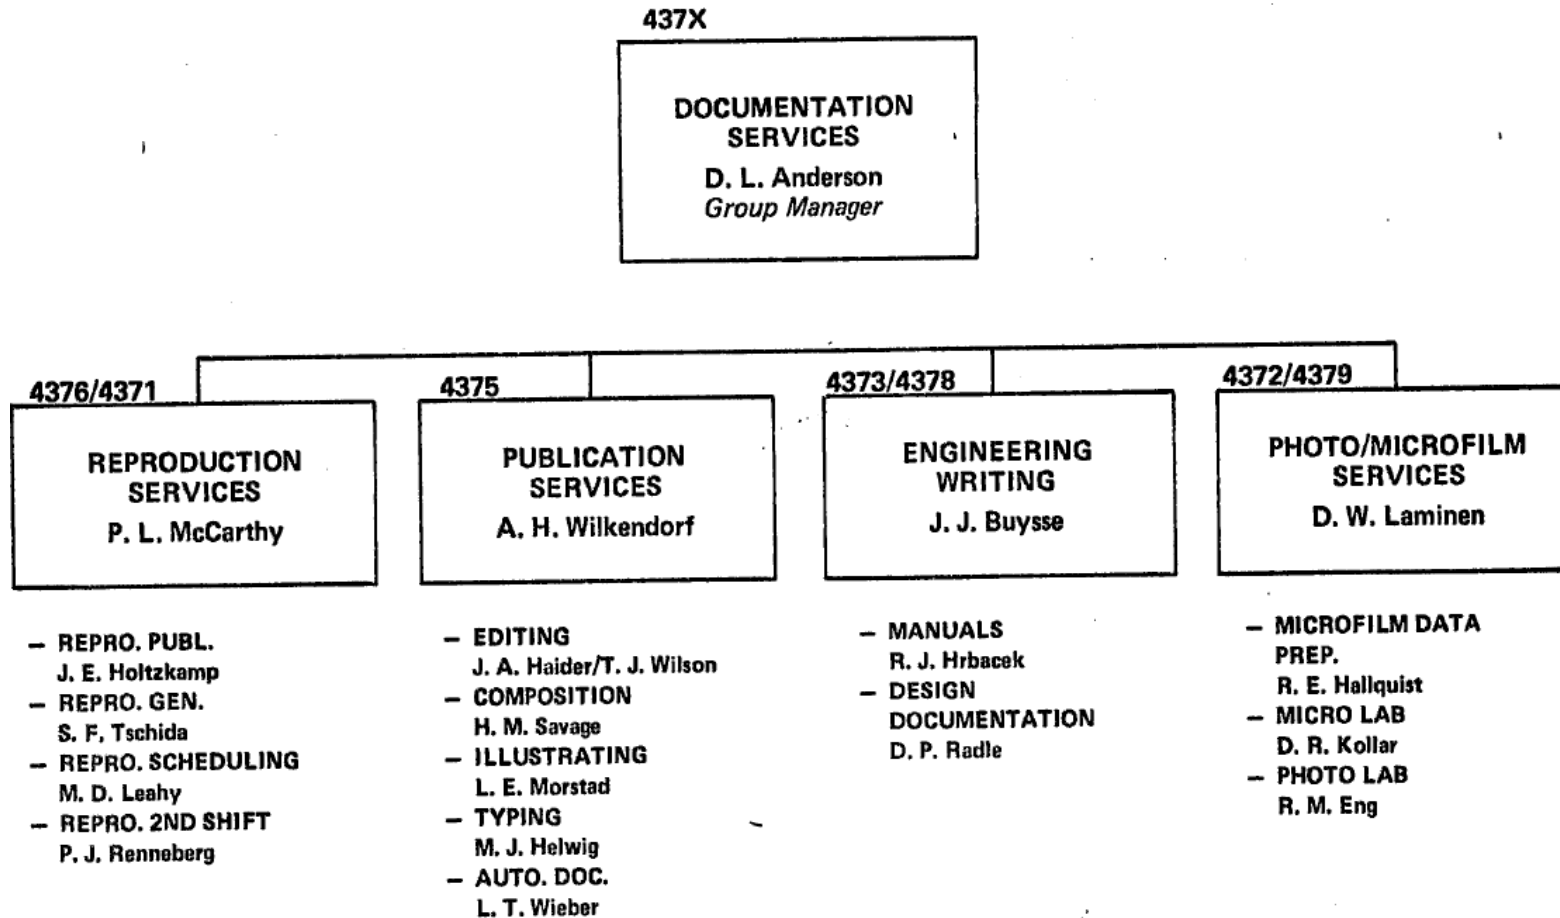 437X
DOCUMENTATION
SERVICES
D. L. Anderson
Group Manager
4376/4371
REPRODUCTION
SERVICES
P. L. McCarthy
– REPRO. PUBL.
J. E. Holtzkamp
– REPRO. GEN.
S. F. Tschida
– REPRO. SCHEDULING
M. D. Leahy
– REPRO. 2ND SHIFT
P. J. Renneberg
4375
PUBLICATION
SERVICES
A. H. Wilkendorf
– EDITING
J. A. Haider/T. J. Wilson
– COMPOSITION
H. M. Savage
– ILLUSTRATING
L. E. Morstad
– TYPING
M. J. Helwig
– AUTO. DOC.
L. T. Wieber
4373/4378
ENGINEERING
WRITING
J. J. Buysse
– MANUALS
R. J. Hrbacek
– DESIGN
DOCUMENTATION
D. P. Radle
4372/4379
PHOTO/MICROFILM
SERVICES
D. W. Laminen
– MICROFILM DATA
PREP.
R. E. Hallquist
– MICRO LAB
D. R. Kollar
– PHOTO LAB
R. M. Eng